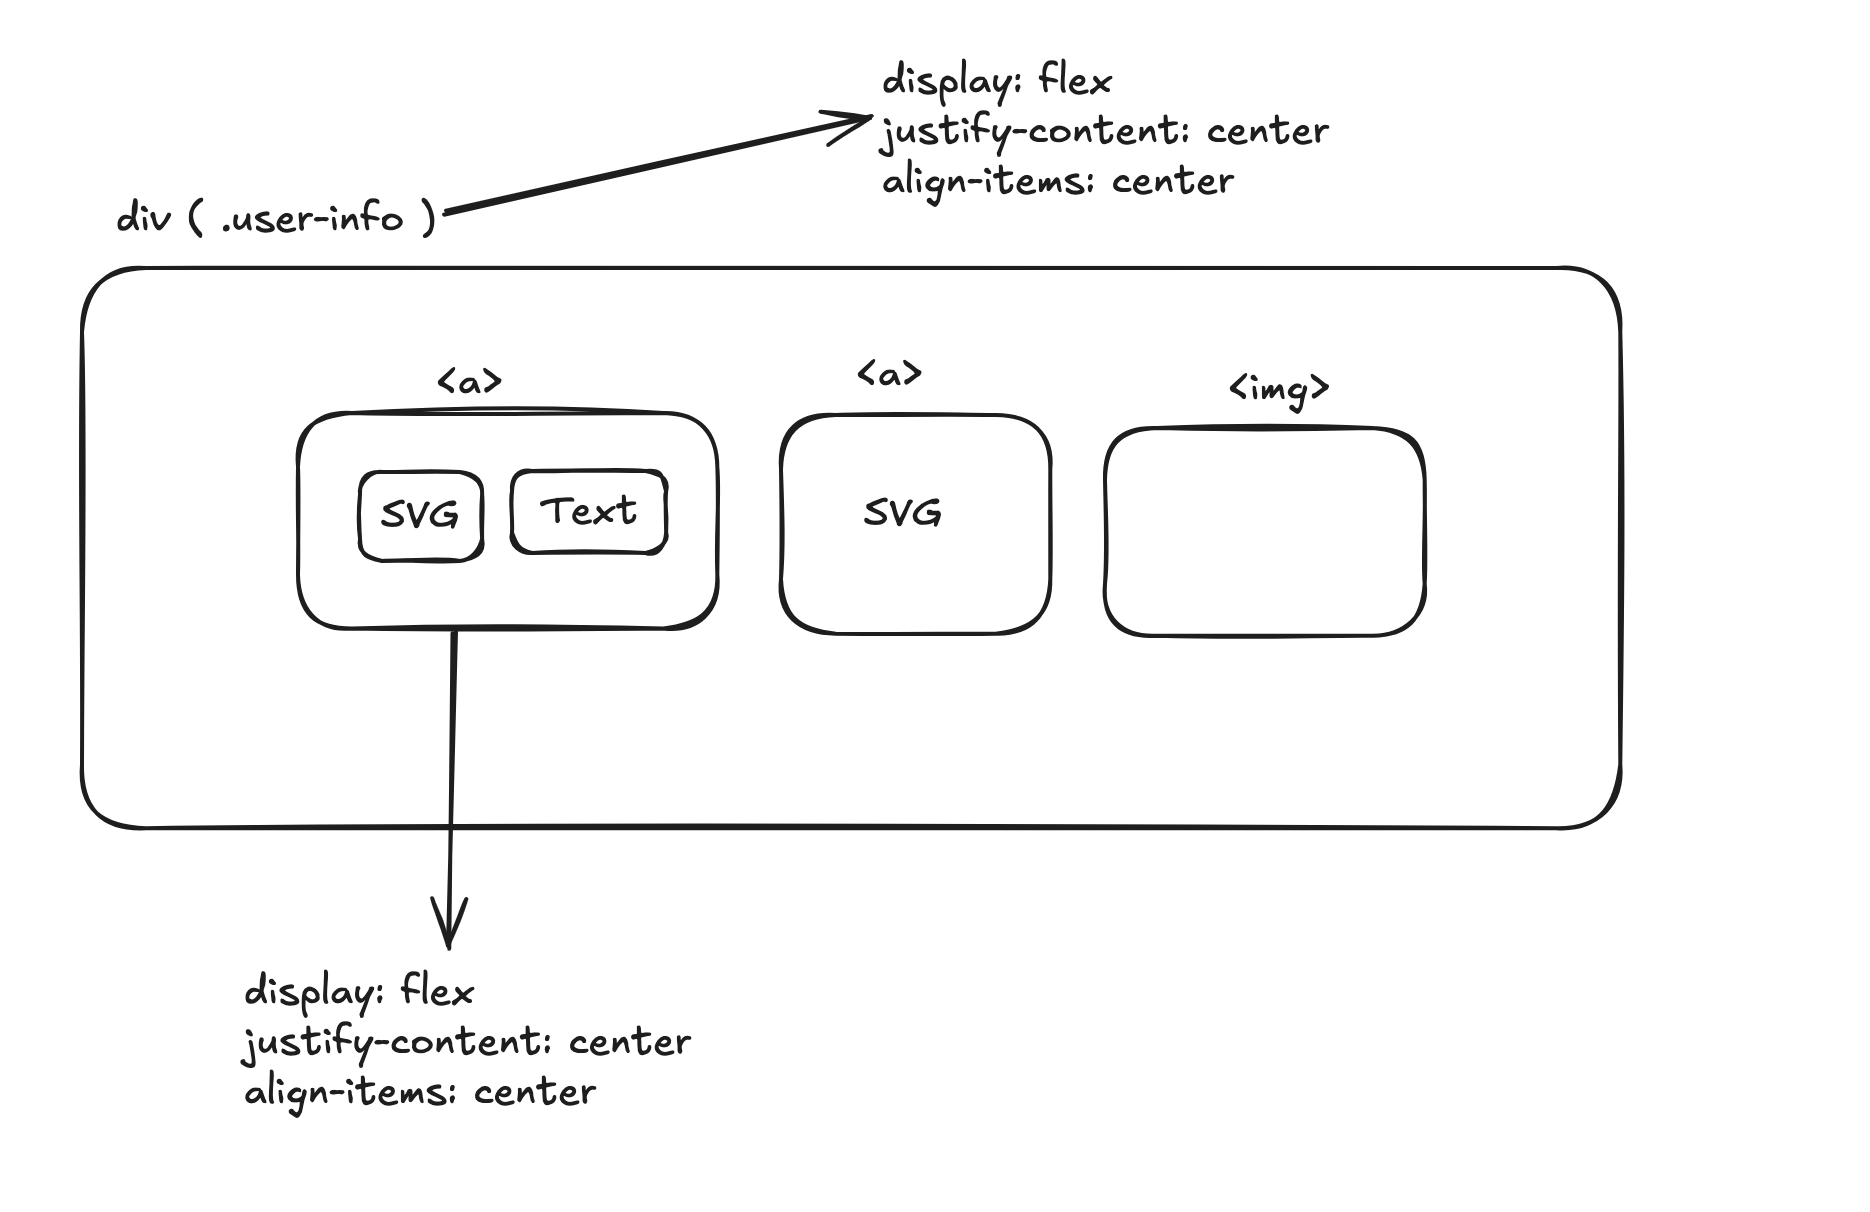 display: flex
justify-content: center
align-items: center
div ( .user-info )
<a>
<a>
<img>
SVG
Text
SVG
display: flex
justify-content: center
align-items: center